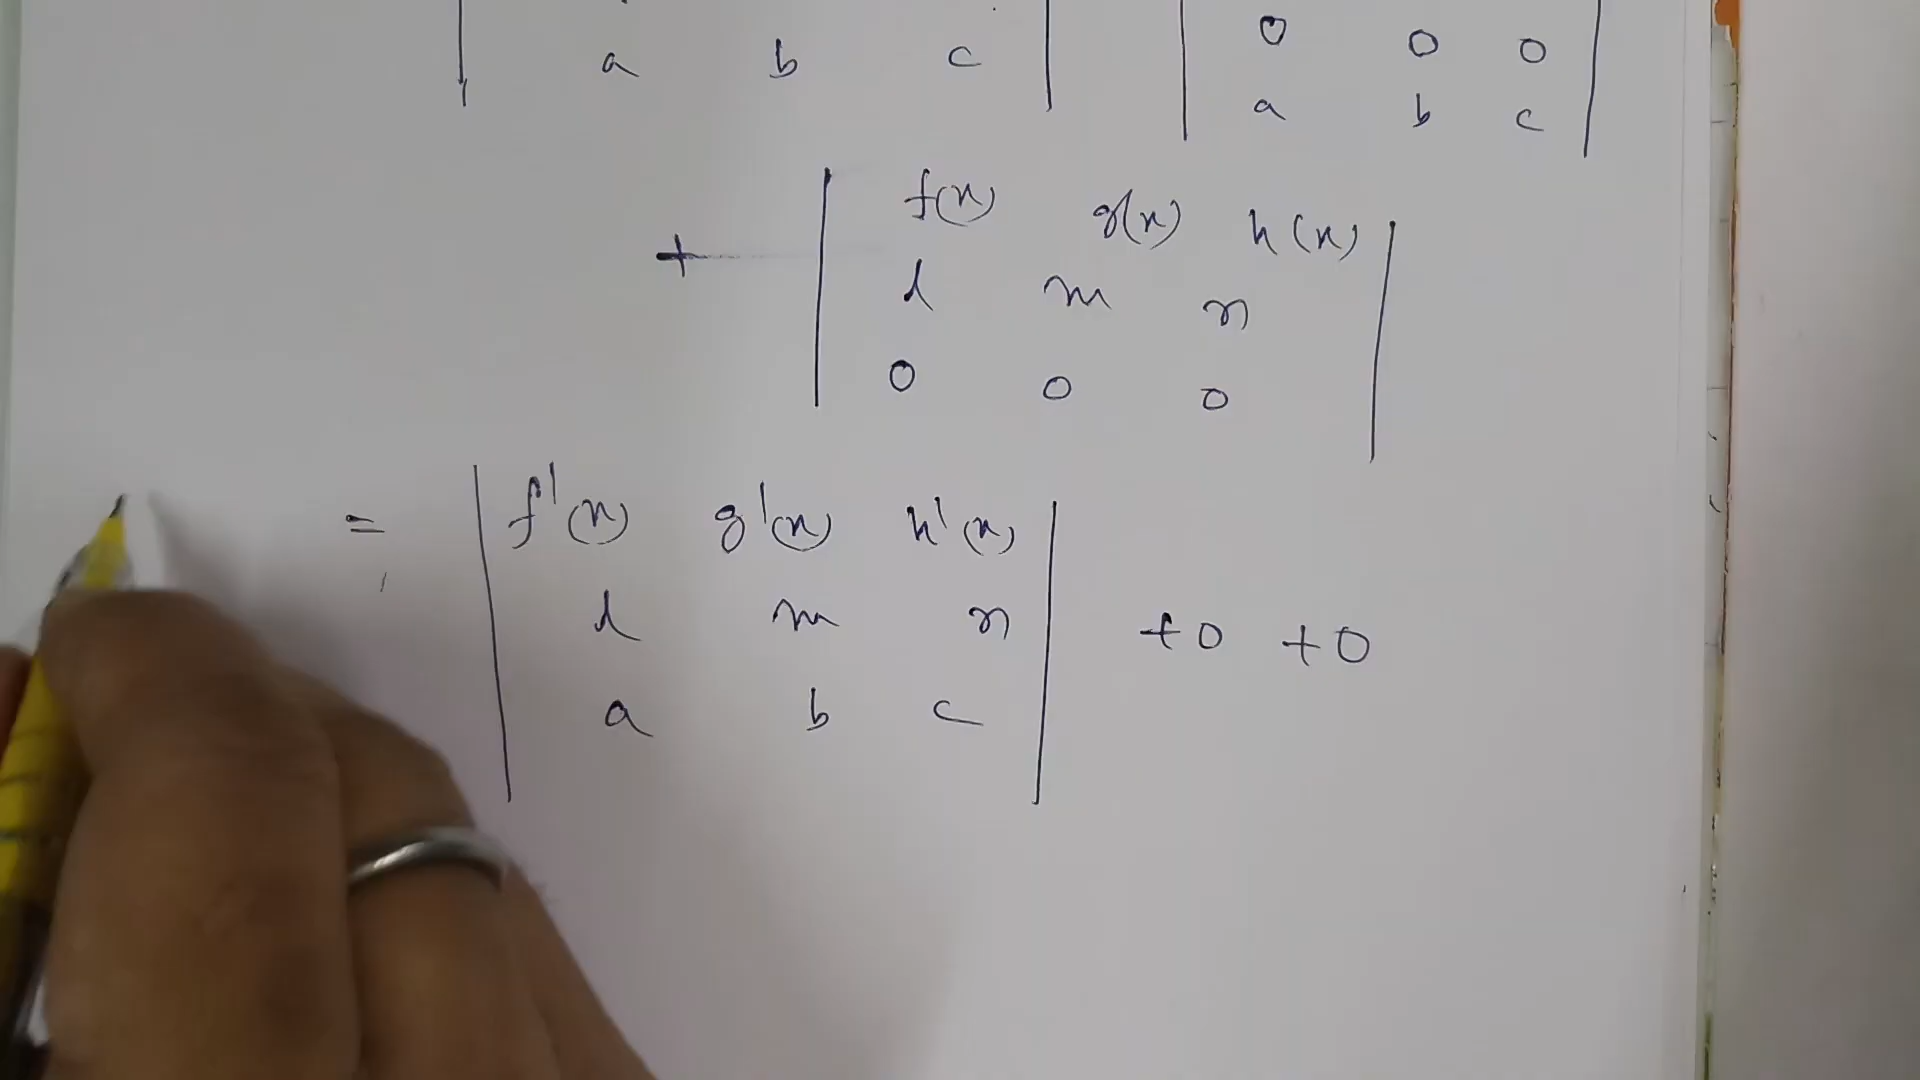 0 0 0
a b c
a b c
f(x) g(x) h(x)
+
l m n
0 0 0
= f'(x) g'(x) h'(x)
l m n +0 +0
a b c